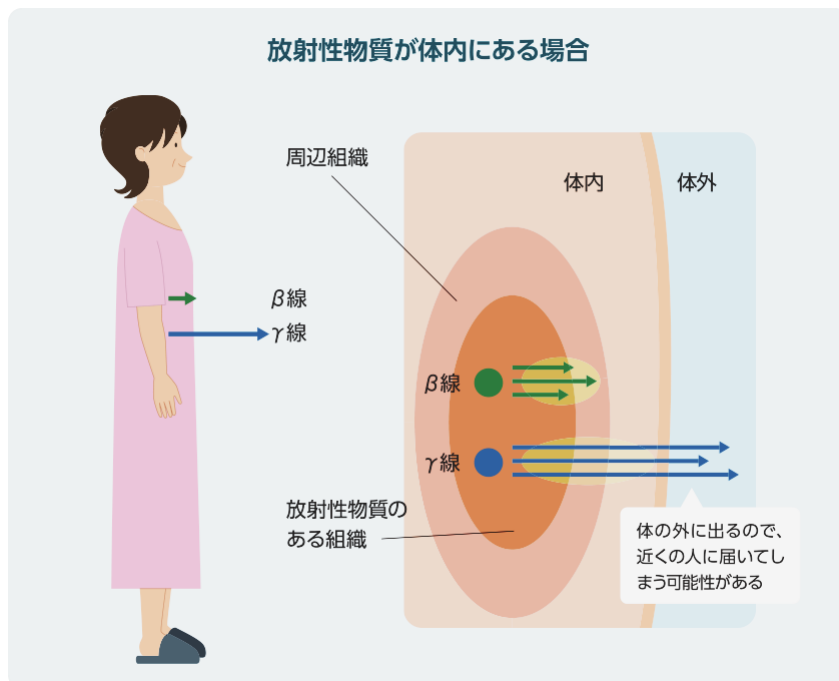 放射性物質が体内にある場合
周辺組織
体内
体外
β線
γ線
β線
γ線
放射性物質の
ある組織
体の外に出るので、
近くの人に届いてし
まう可能性がある